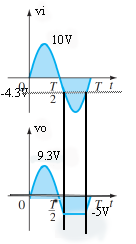 vi
10V
-4.3V
0 T/2 T t
vo
9.3V
0 T/2 T t
-5V